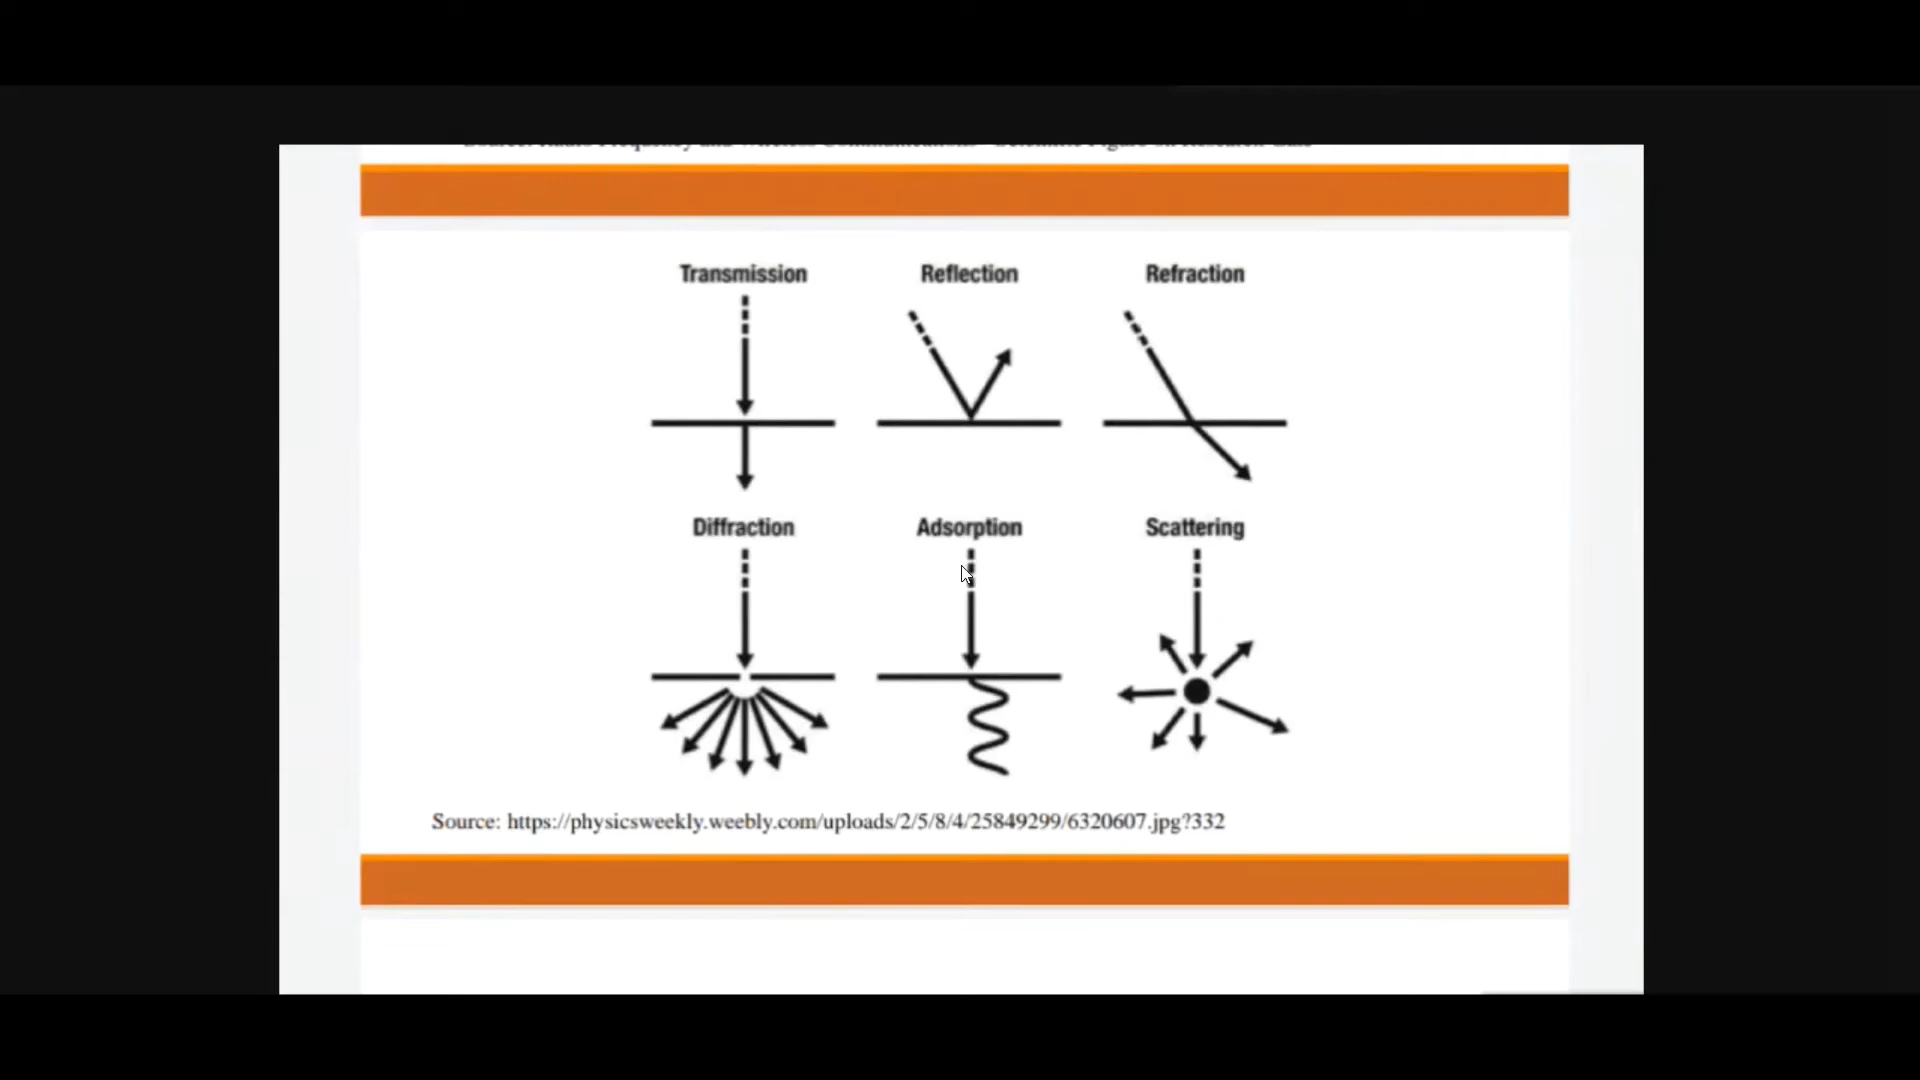 Transmission Reflection Refraction
Diffraction Adsorption Scattering
Source: https://physicsweekly.weebly.com/uploads/2/5/8/4/25849299/6320607.jpg?332